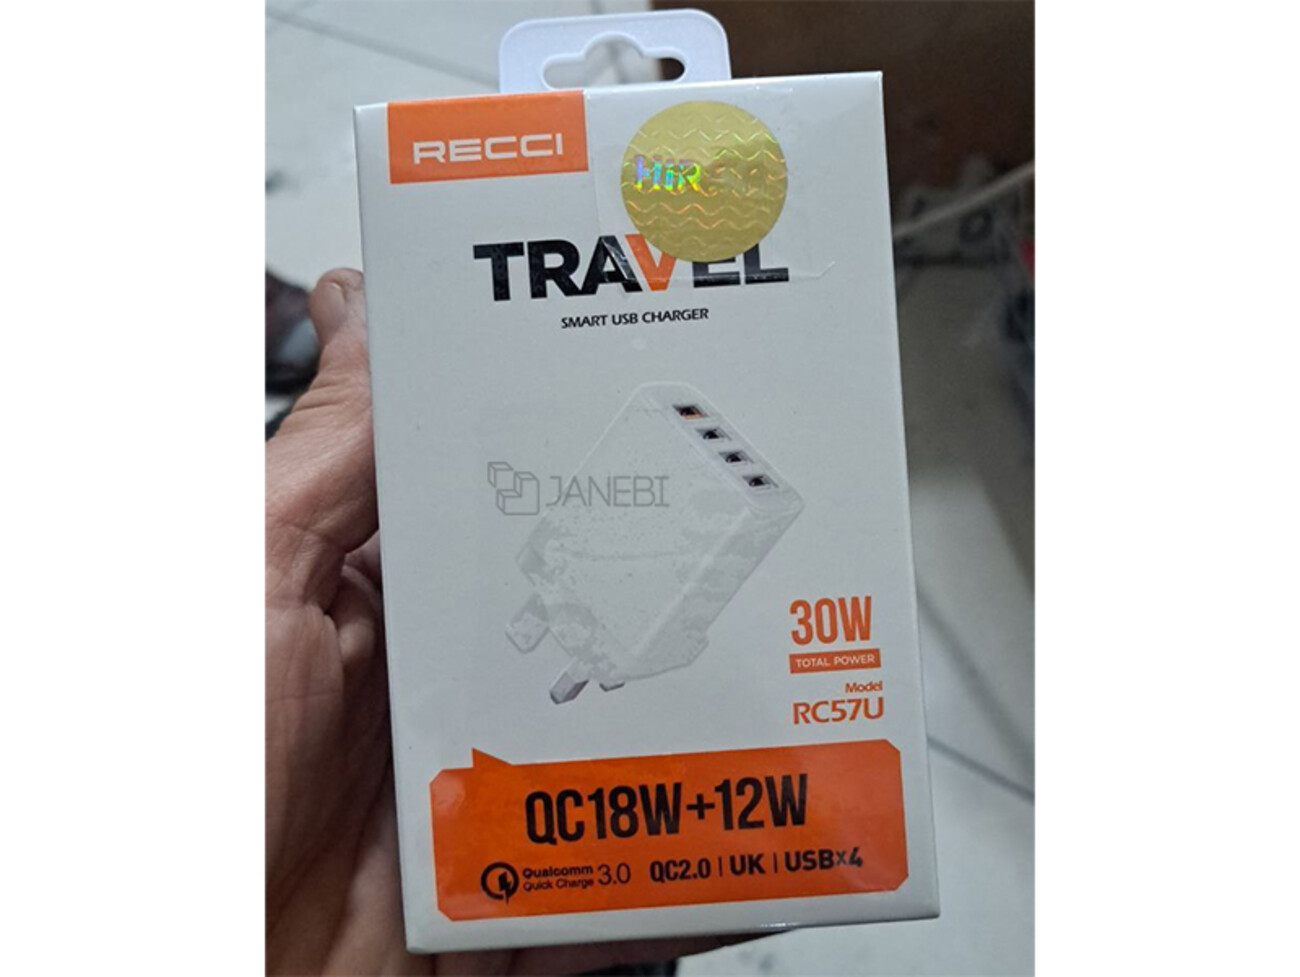 RECCI
TRAVEL
SMART USB CHARGER
JANEBI
30W
TOTAL POWER
Model
RC57U
QC18W+12W
Qualcomm
Quick Charge 3.0
QC2.0 | UK | USBx4